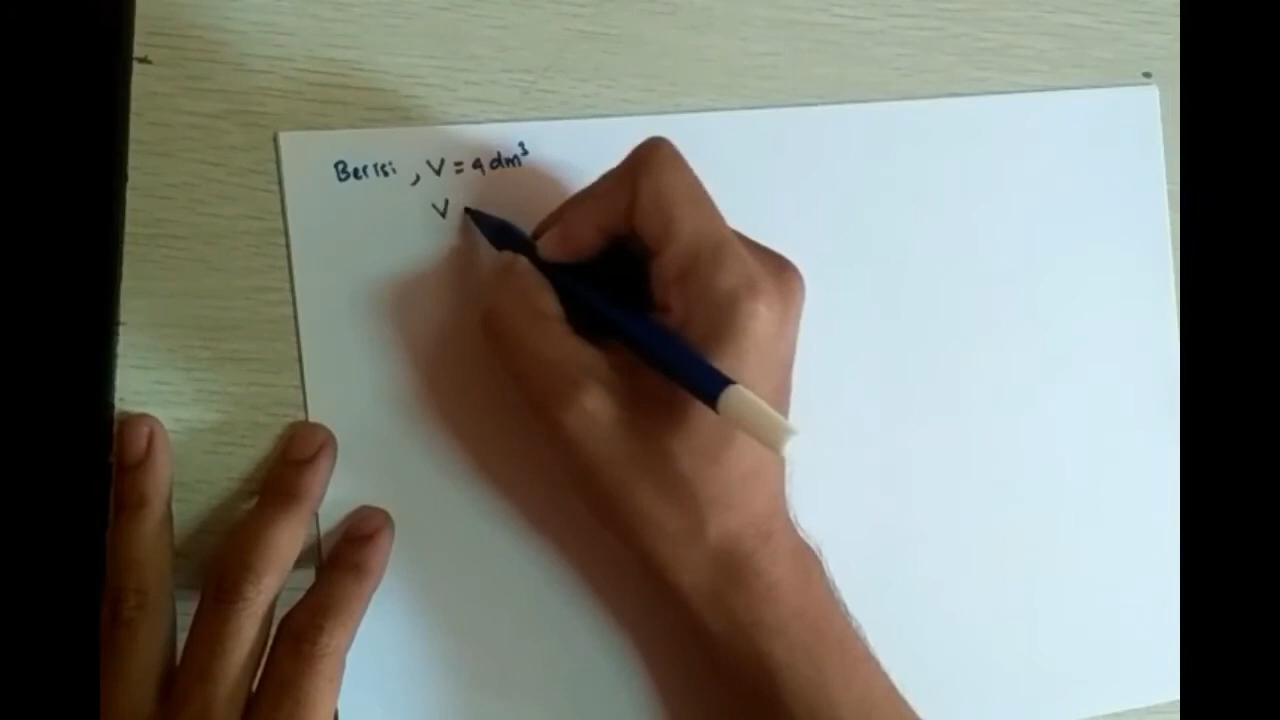 Berisi, V = 4 dm³
V